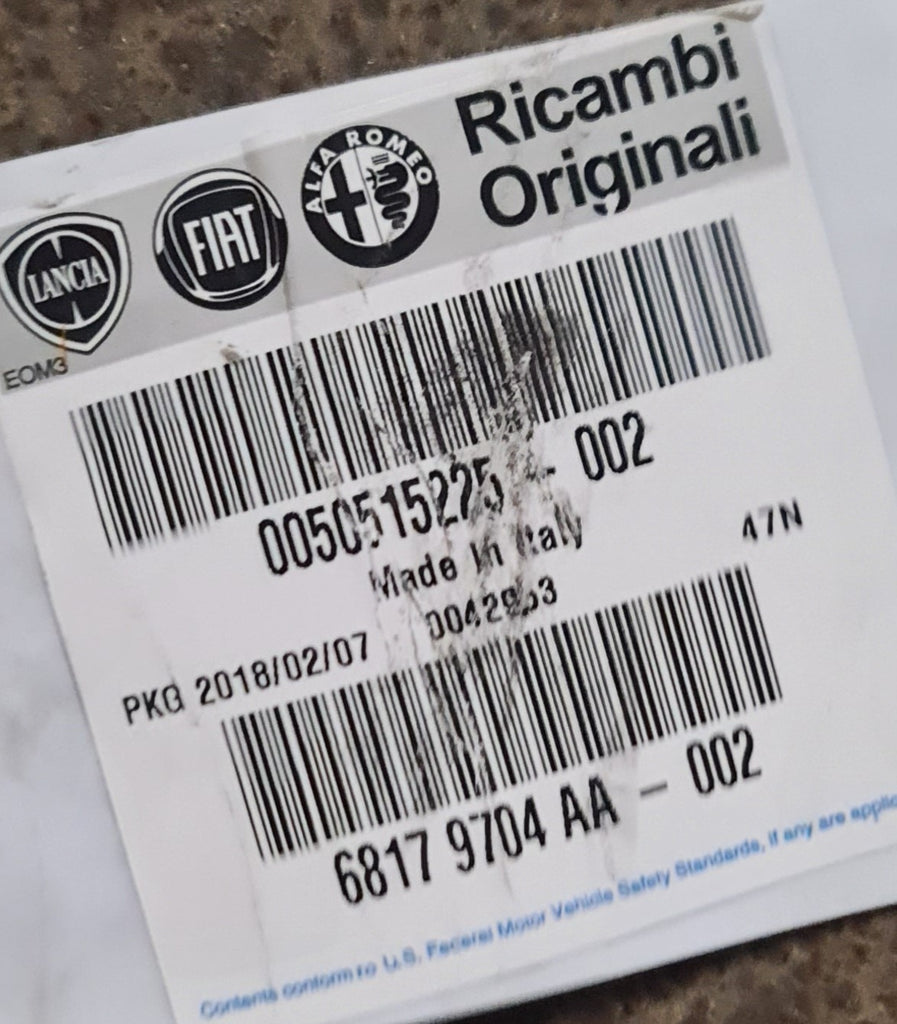 Ricambi
Originali
LANCIA
FIAT
ALFA ROMEO
EOM3
0050515225 - 002
Made In Italy
47N
PKG 2018/02/07
6817 9704 AA - 002
Contents conform to U.S. Federal Motor Vehicle Safety Standards, if any are